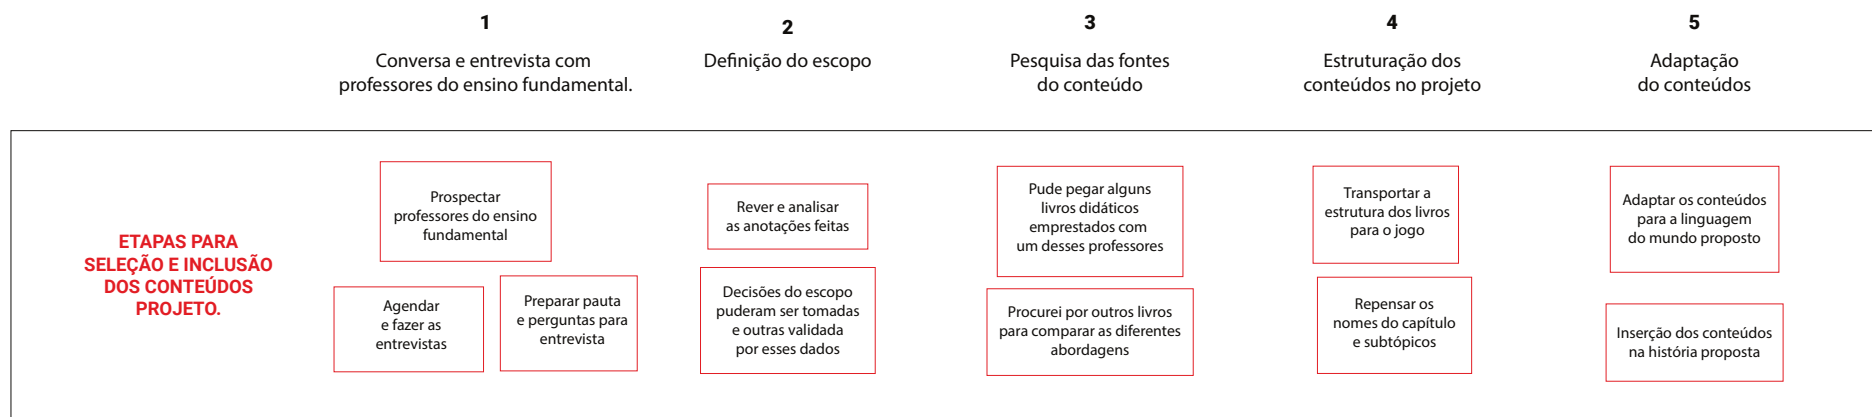 1
Conversa e entrevista com
professores do ensino fundamental.
2
Definição do escopo
3
Pesquisa das fontes
do conteúdo
4
Estruturação dos
conteúdos no projeto
5
Adaptação
do conteúdos
ETAPAS PARA
SELEÇÃO E INCLUSÃO
DOS CONTEÚDOS
PROJETO.
Prospectar
professores do ensino
fundamental
Agendar
e fazer as
entrevistas
Preparar pauta
e perguntas para
entrevista
Rever e analisar
as anotações feitas
Decisões do escopo
puderam ser tomadas
e outras validada
por esses dados
Pude pegar alguns
livros didáticos
emprestados com
um desses professores
Procurei por outros livros
para comparar as diferentes
abordagens
Transportar a
estrutura dos livros
para o jogo
Repensar os
nomes do capítulo
e subtópicos
Adaptar os conteúdos
para a linguagem
do mundo proposto
Inserção dos conteúdos
na história proposta